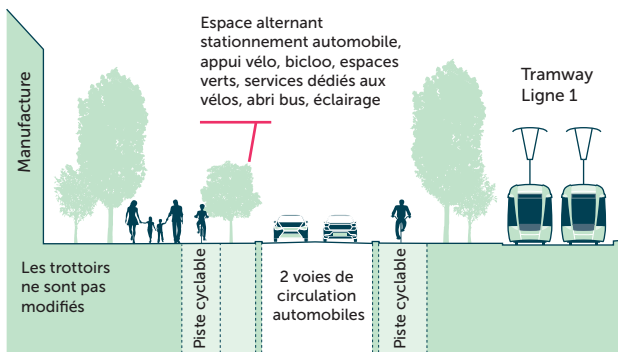 Espace alternant
stationnement automobile,
appui vélo, bicloo, espaces
verts, services dédiés aux
vélos, abri bus, éclairage
Manufacture
Tramway
Ligne 1
Les trottoirs
ne sont pas
modifiés
Piste cyclable
2 voies de
circulation
automobiles
Piste cyclable